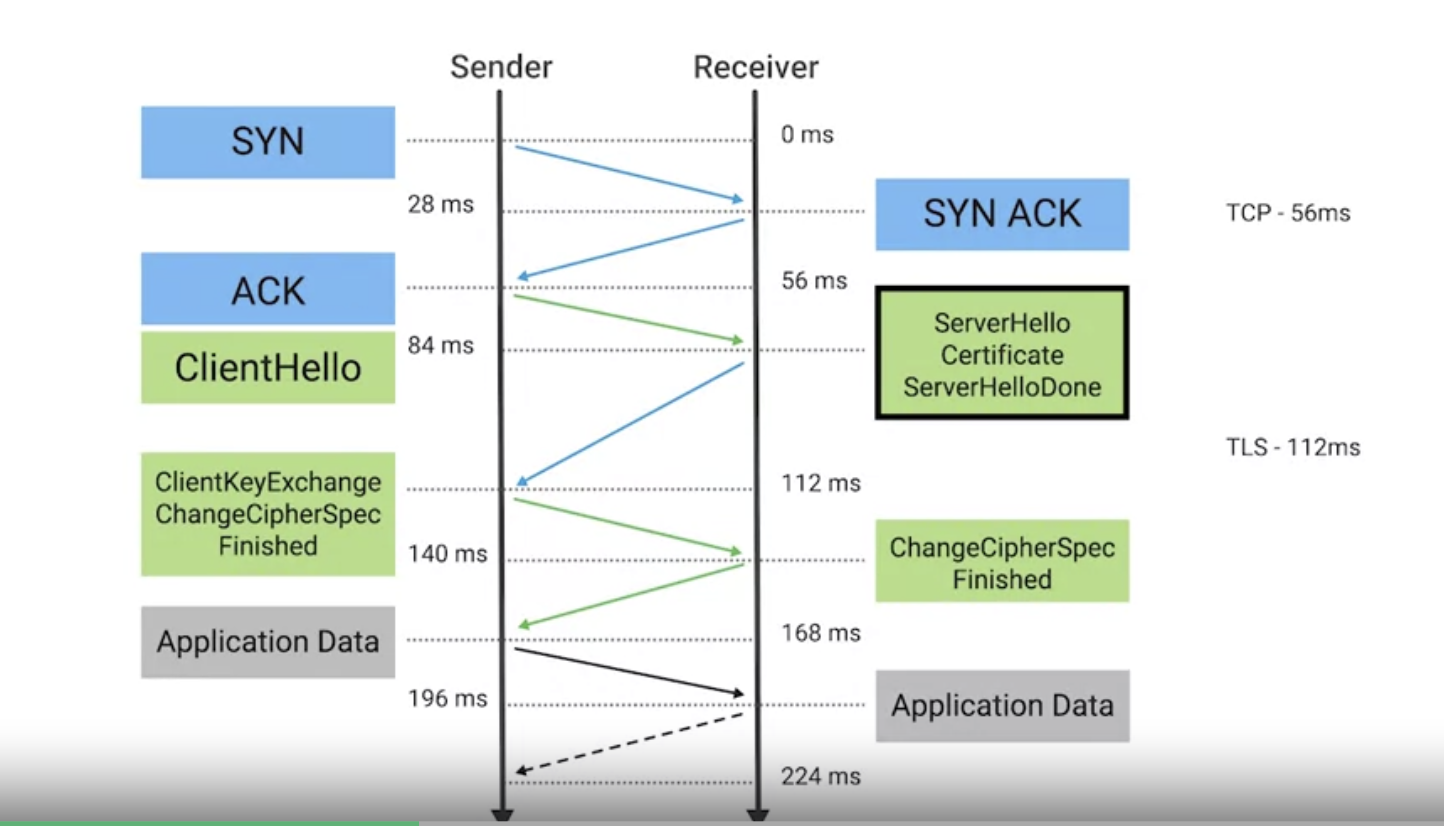 Sender
Receiver
SYN
0 ms
28 ms
SYN ACK
TCP - 56ms
ACK
56 ms
ClientHello
84 ms
ServerHello
Certificate
ServerHelloDone
TLS - 112ms
ClientKeyExchange
ChangeCipherSpec
Finished
112 ms
140 ms
ChangeCipherSpec
Finished
Application Data
168 ms
196 ms
Application Data
224 ms